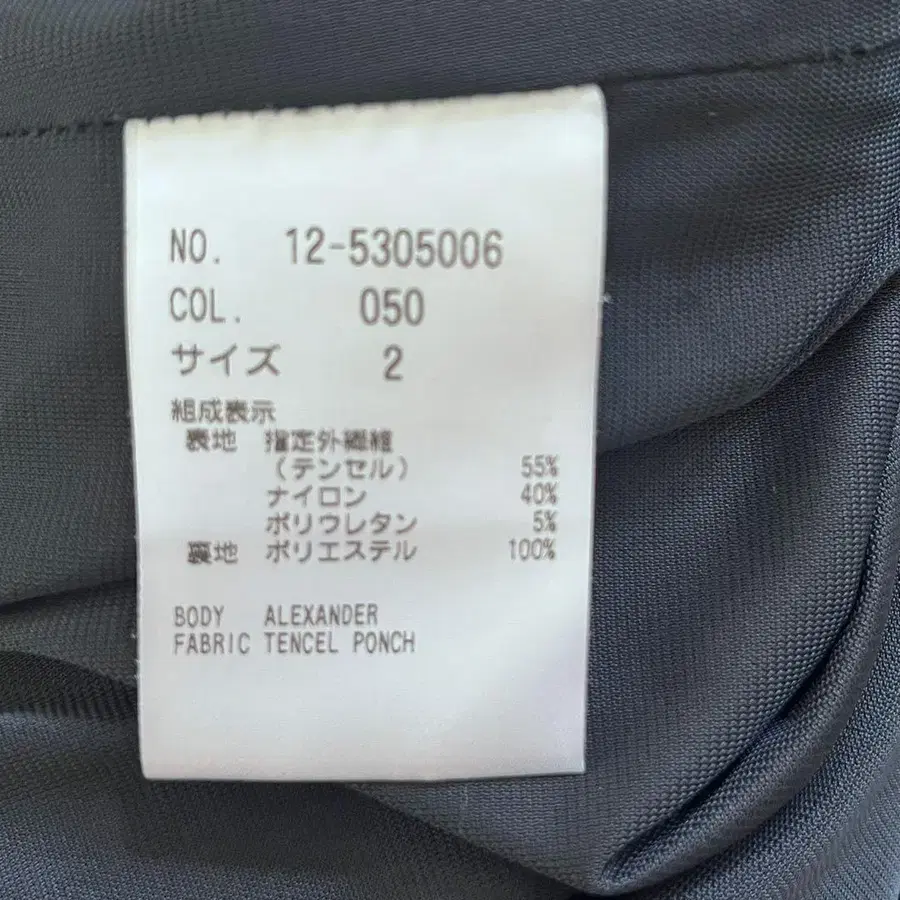 NO. 12-5305006
COL. 050
サイズ 2
組成表示
表地 指定外繊維
(テンセル) 55%
ナイロン 40%
ポリウレタン 5%
裏地 ポリエステル 100%
BODY ALEXANDER
FABRIC TENCEL PONCH